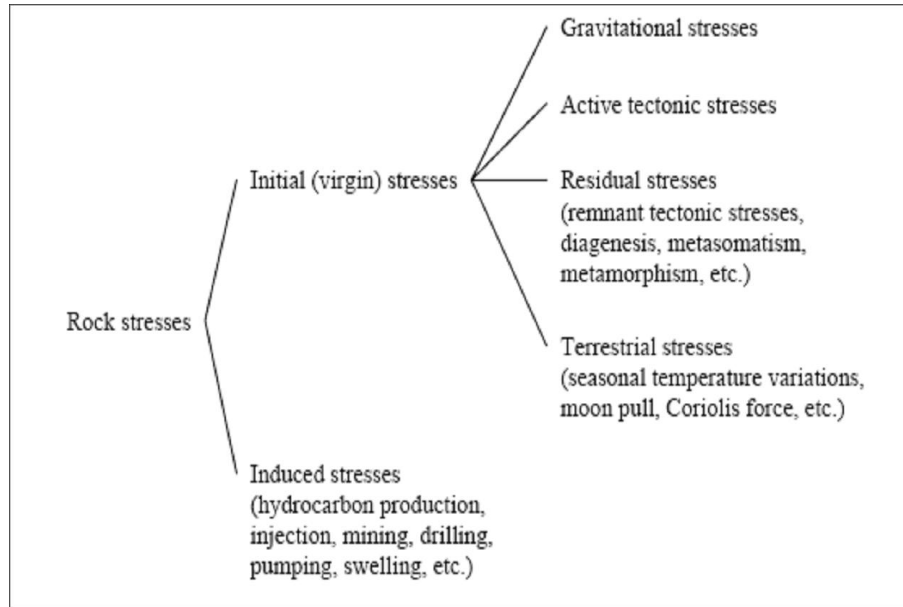 Gravitational stresses
Active tectonic stresses
Initial (virgin) stresses
Residual stresses
(remnant tectonic stresses,
diagenesis, metasomatism,
metamorphism, etc.)
Rock stresses
Terrestrial stresses
(seasonal temperature variations,
moon pull, Coriolis force, etc.)
Induced stresses
(hydrocarbon production,
injection, mining, drilling,
pumping, swelling, etc.)